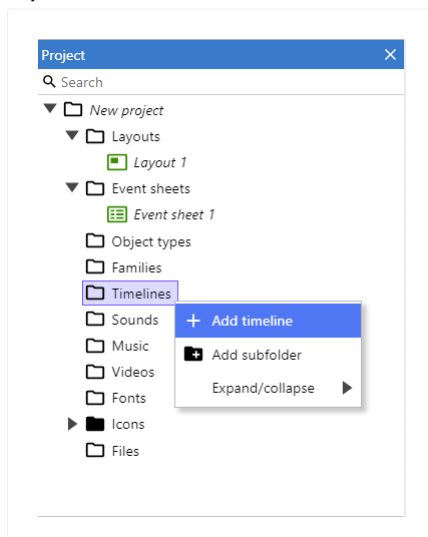 Project
Search
New project
Layouts
Layout 1
Event sheets
Event sheet 1
Object types
Families
Timelines
Sounds
Add timeline
Music
Add subfolder
Videos
Expand/collapse
Fonts
Icons
Files